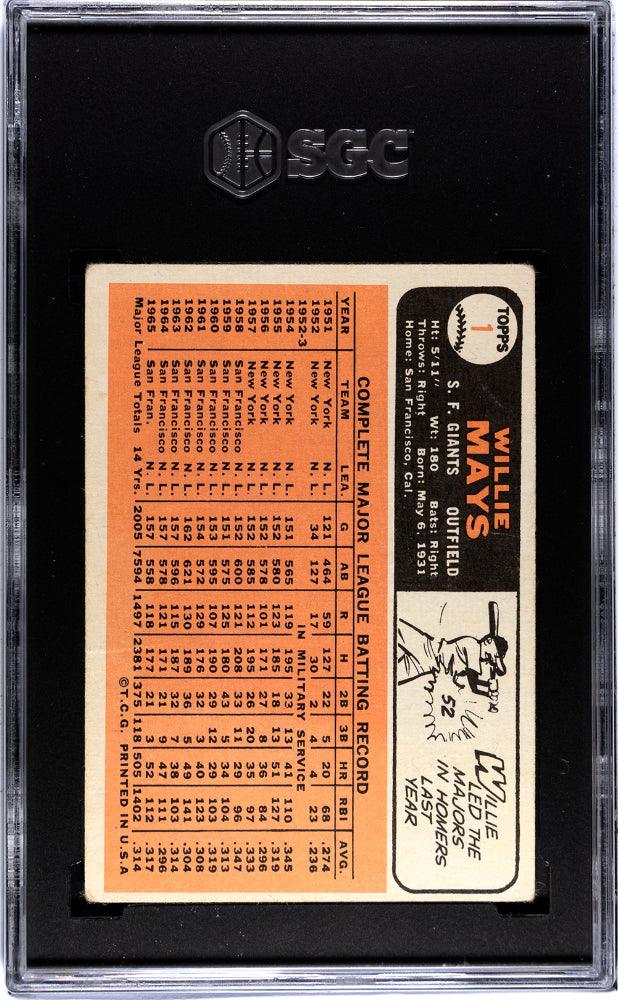 SGC
TOPPS
1
WILLIE
MAYS
S. F. GIANTS OUTFIELD
Ht: 5'11" Wt: 180 Bats: Right
Throws: Right Born: May 6, 1931
Home: San Francisco, Cal.
52
WILLIE
LED THE
MAJORS
IN HOMERS
LAST
YEAR
COMPLETE MAJOR LEAGUE BATTING RECORD
YEAR TEAM LEA. G AB R H 2B 3B HR RBI AVG.
1951 New York N. L. 121 464 59 127 22 5 20 68 .274
1952 New York N. L. 34 127 17 30 2 4 4 23 .236
1952-3 IN MILITARY SERVICE
1954 New York N. L. 151 565 119 195 33 13 41 110 .345
1955 New York N. L. 152 580 123 185 18 13 51 127 .319
1956 New York N. L. 152 578 101 171 27 8 36 84 .296
1957 New York N. L. 152 585 112 195 26 20 35 97 .333
1958 San Francisco N. L. 152 600 121 208 33 11 29 96 .347
1959 San Francisco N. L. 151 575 125 180 43 5 34 104 .313
1960 San Francisco N. L. 153 595 107 190 29 12 29 103 .319
1961 San Francisco N. L. 154 572 129 176 32 3 40 123 .308
1962 San Francisco N. L. 162 621 130 189 36 5 49 141 .304
1963 San Francisco N. L. 157 596 115 187 32 7 38 103 .314
1964 San Francisco N. L. 157 578 121 171 21 9 47 111 .296
1965 San Fran. N. L. 157 558 118 177 21 3 52 112 .317
Major League Totals 14 Yrs. 2005 7594 1497 2381 375 118 505 1402 .314
©T.C.G. PRINTED IN U.S.A